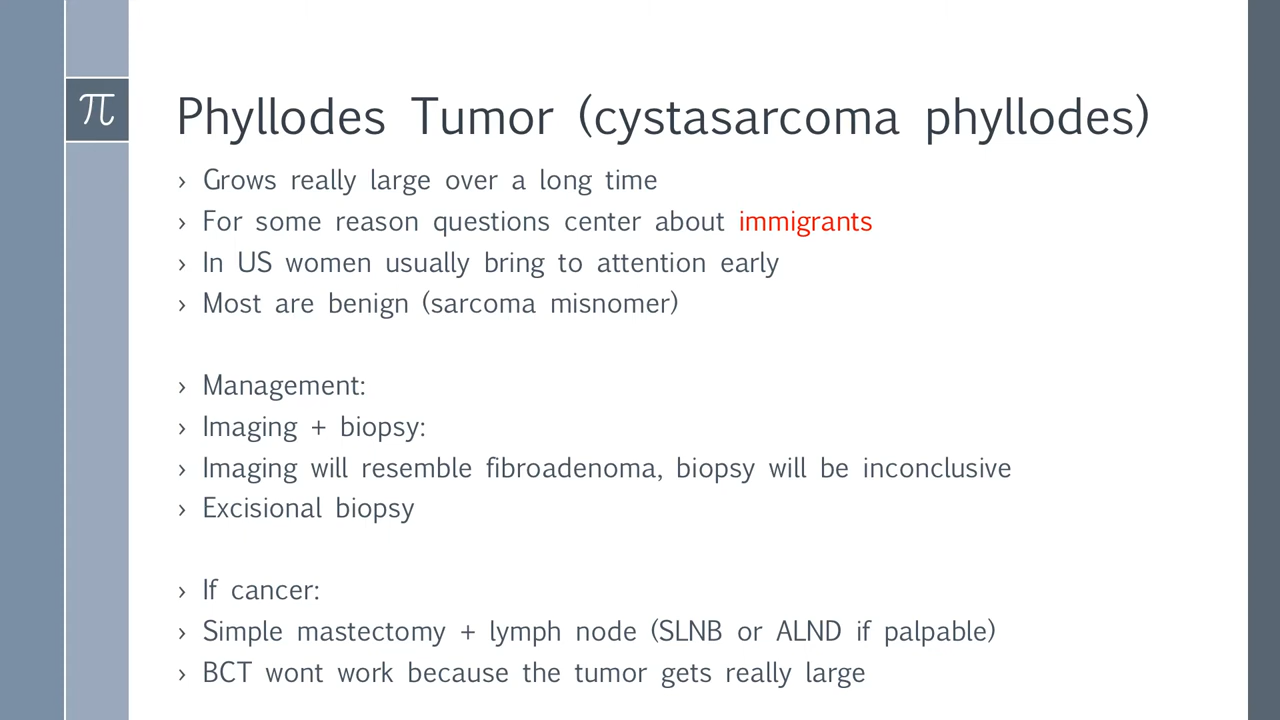 π
Phyllodes Tumor (cystasarcoma phyllodes)
› Grows really large over a long time
› For some reason questions center about immigrants
› In US women usually bring to attention early
› Most are benign (sarcoma misnomer)
› Management:
› Imaging + biopsy:
› Imaging will resemble fibroadenoma, biopsy will be inconclusive
› Excisional biopsy
› If cancer:
› Simple mastectomy + lymph node (SLNB or ALND if palpable)
› BCT wont work because the tumor gets really large